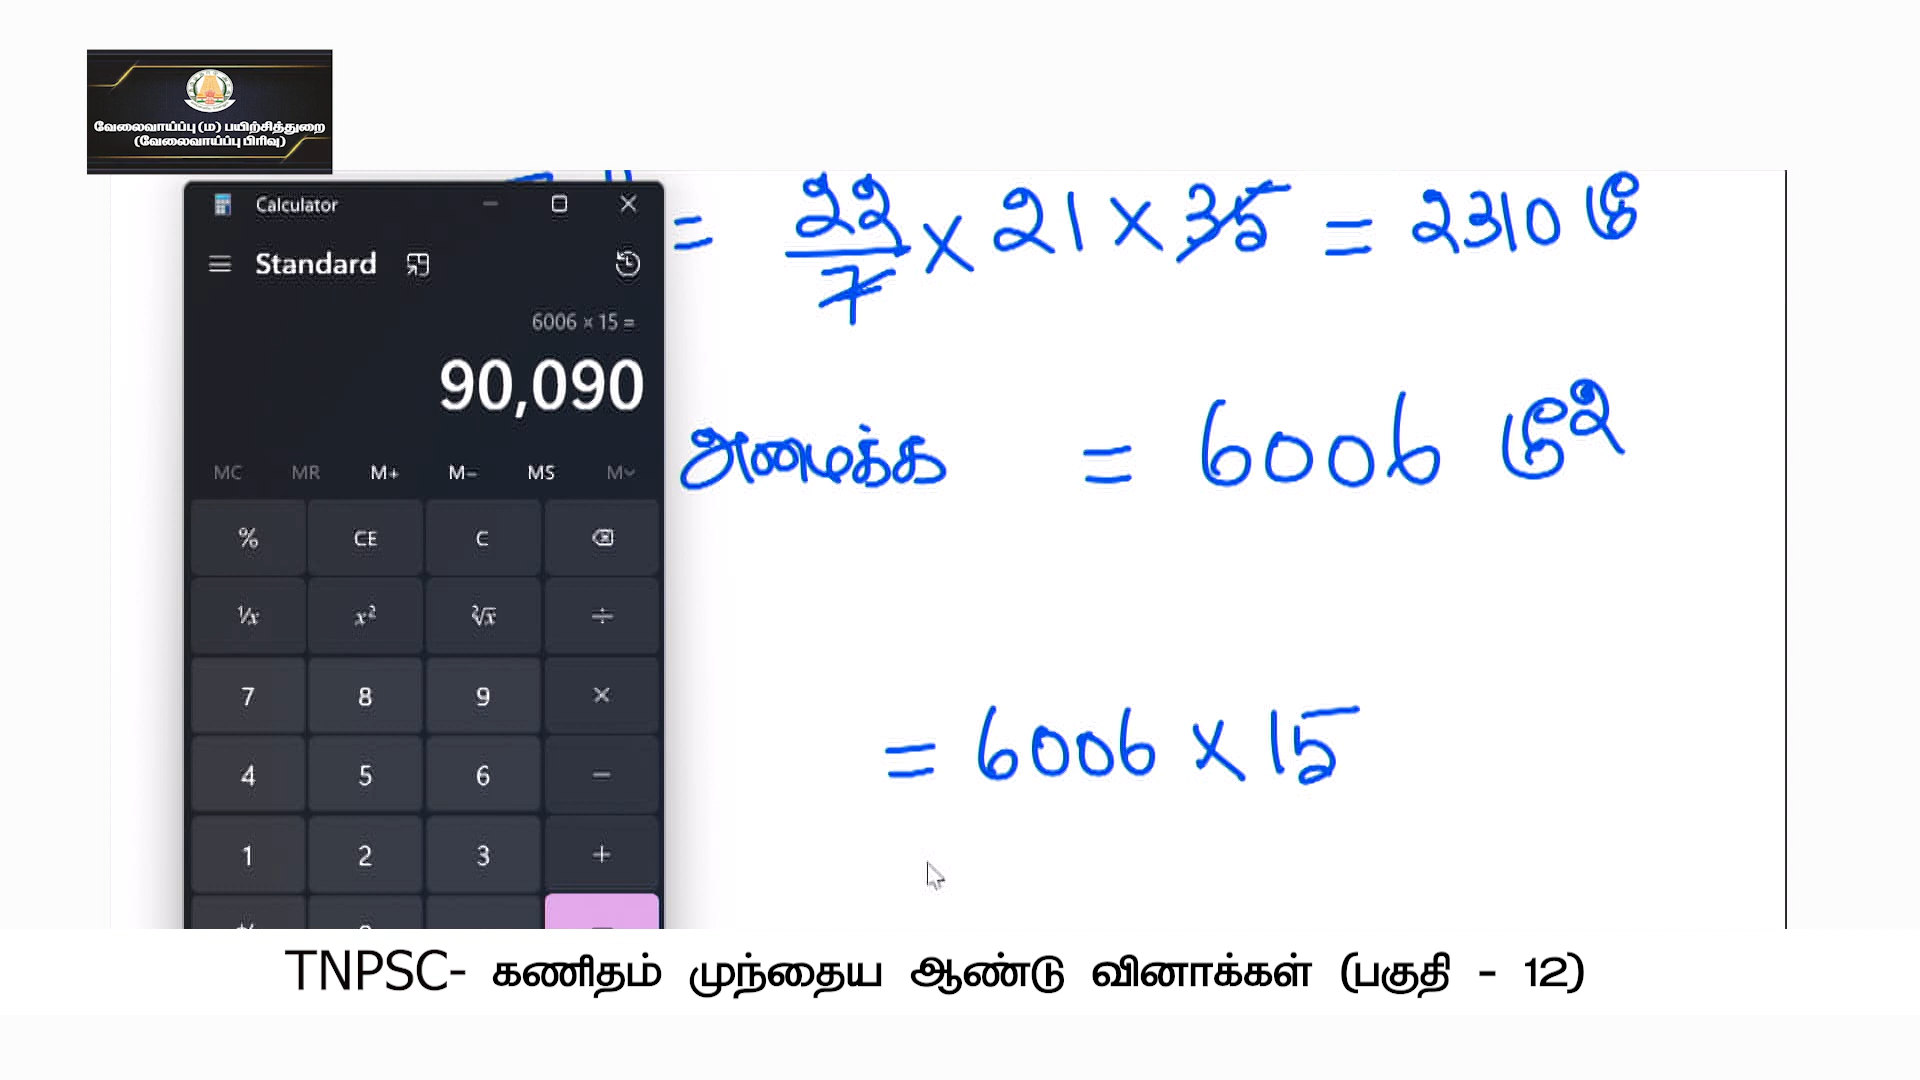 வேலைவாய்ப்பு (ம) பயிற்சித்துறை
(வேலைவாய்ப்பு பிரிவு)
Calculator
Standard
6006 × 15 =
90,090
MC MR M+ M- MS M˅
% CE C
1/x x² ²√x ÷
7 8 9 ×
4 5 6 −
1 2 3 +
= 22/7 × 21 × 35 = 2310 மீ
அமைக்க = 6006 மீ2
= 6006 × 15
TNPSC- கணிதம் முந்தைய ஆண்டு வினாக்கள் (பகுதி - 12)